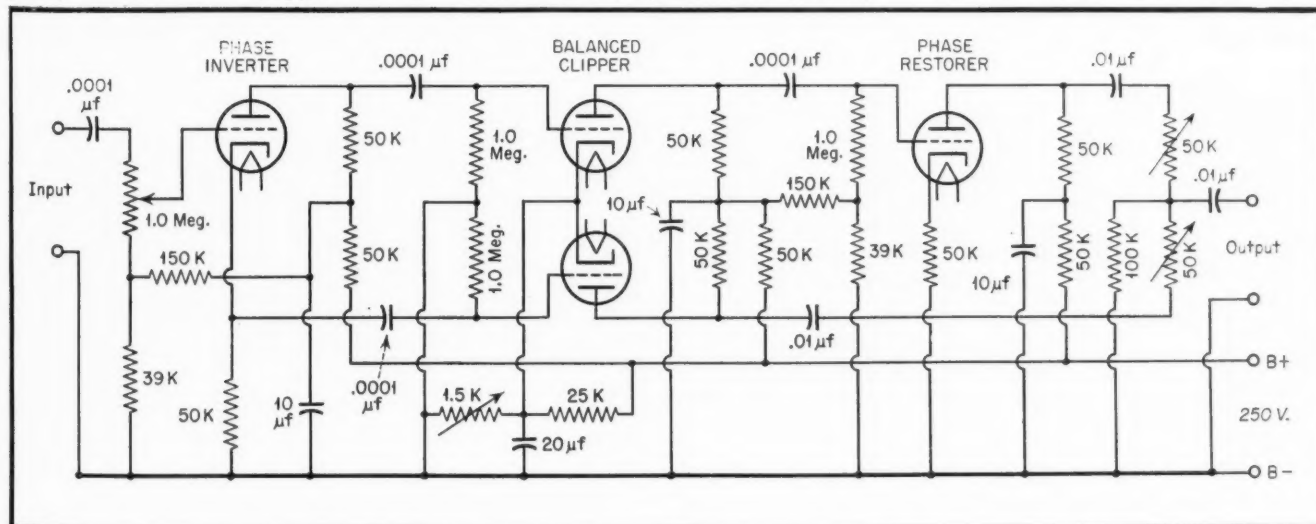 PHASE
INVERTER
BALANCED
CLIPPER
PHASE
RESTORER
.0001
μf
.0001 μf
.0001 μf
.01 μf
50 K
1.0
Meg.
50 K
1.0
Meg.
50 K
50 K
.01 μf
Input
1.0 Meg.
150 K
50 K
1.0 Meg.
10 μf
150 K
50 K
50 K
39 K
50 K
10 μf
50 K
100 K
50 K
Output
39 K
50 K
10
μf
.0001
μf
1.5 K
25 K
20 μf
.01 μf
B+
250 V.
B-